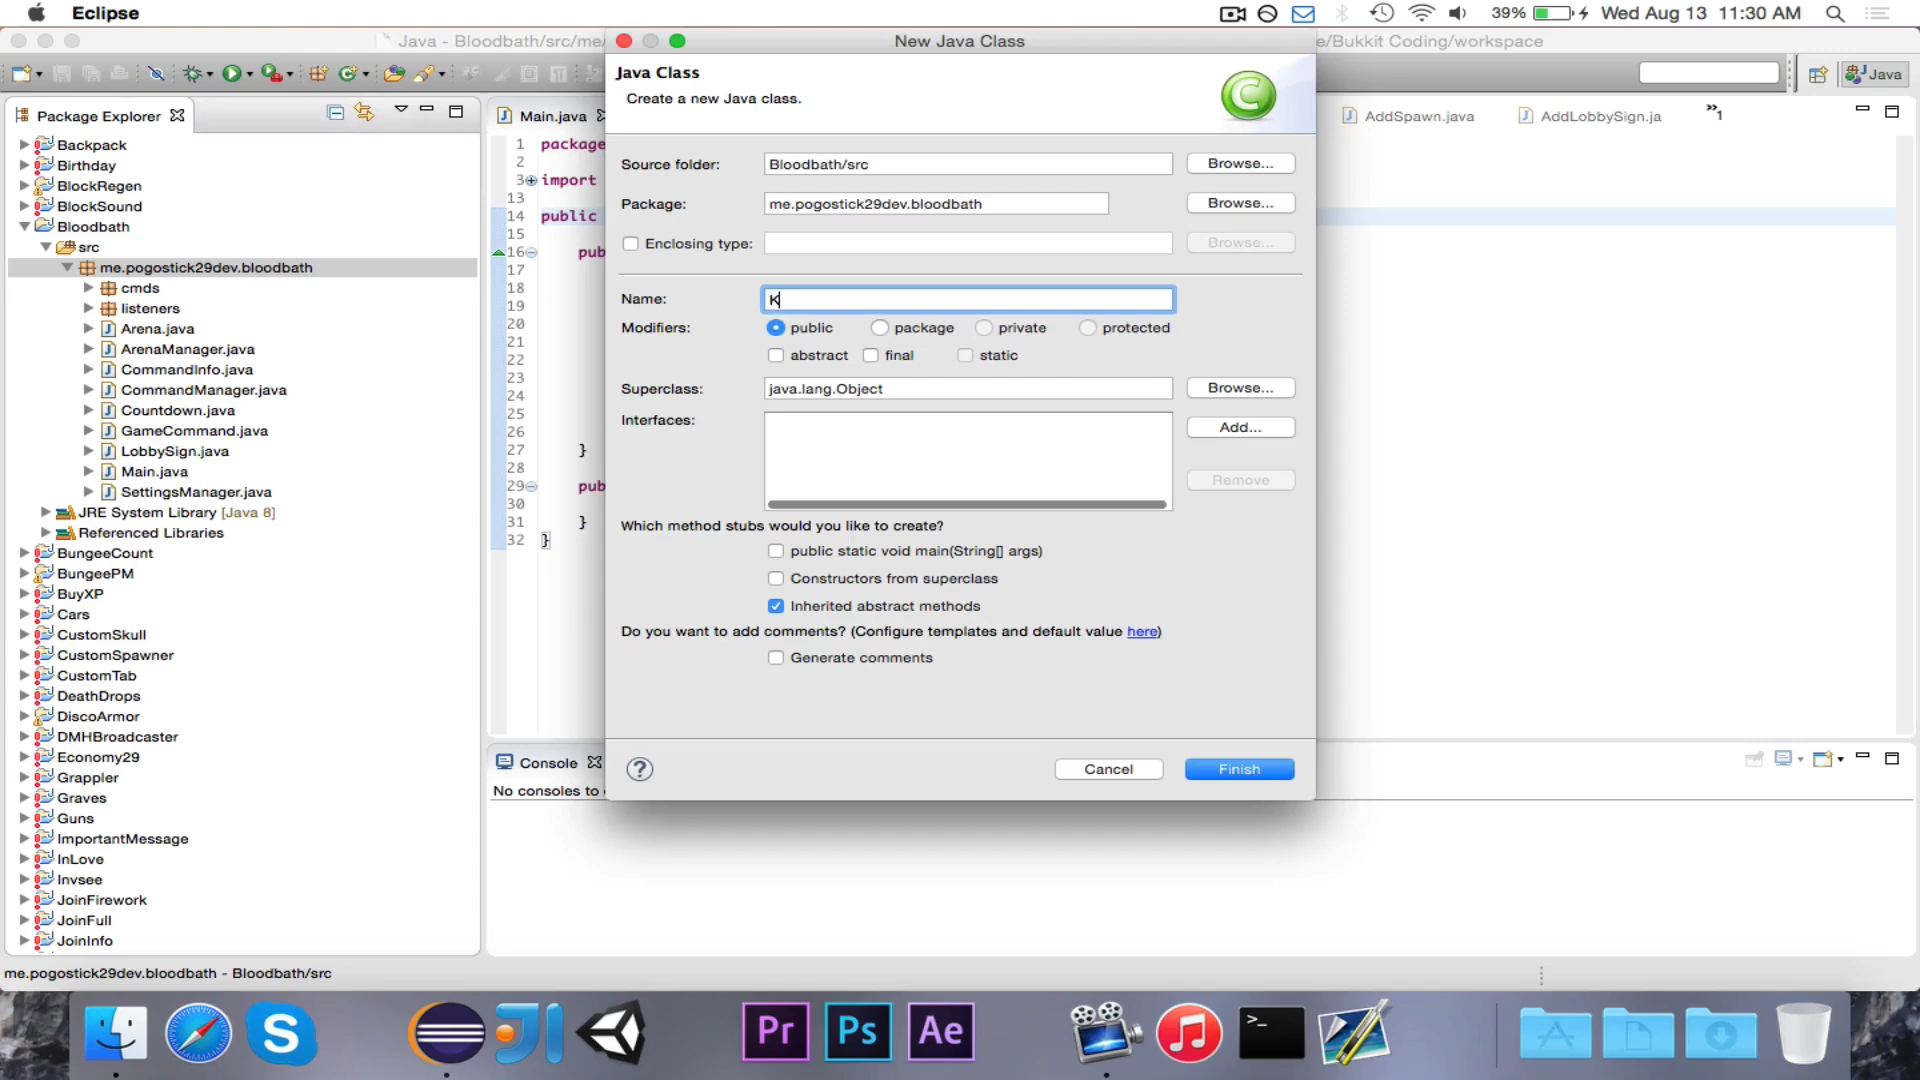 Eclipse
39%
Wed Aug 13 11:30 AM
Java - Bloodbath/src/me/
New Java Class
e/Bukkit Coding/workspace
Java
Package Explorer
Backpack
Birthday
BlockRegen
BlockSound
Bloodbath
src
me.pogostick29dev.bloodbath
cmds
listeners
Arena.java
ArenaManager.java
CommandInfo.java
CommandManager.java
Countdown.java
GameCommand.java
LobbySign.java
Main.java
SettingsManager.java
JRE System Library [Java 8]
Referenced Libraries
BungeeCount
BungeePM
BuyXP
Cars
CustomSkull
CustomSpawner
CustomTab
DeathDrops
DiscoArmor
DMHBroadcaster
Economy29
Grappler
Graves
Guns
ImportantMessage
InLove
Invsee
JoinFirework
JoinFull
JoinInfo
Main.java
AddSpawn.java
AddLobbySign.ja
»1
1 package
2
3 import
13
14 public
15
16 pub
17
18
19
20
21
22
23
24
25
26
27 }
28
29 pub
30
31 }
32 }
Java Class
Create a new Java class.
Source folder: Bloodbath/src Browse...
Package: me.pogostick29dev.bloodbath Browse...
Enclosing type: Browse...
Name: K
Modifiers: public package private protected
abstract final static
Superclass: java.lang.Object Browse...
Interfaces: Add...
Remove
Which method stubs would you like to create?
public static void main(String[] args)
Constructors from superclass
Inherited abstract methods
Do you want to add comments? (Configure templates and default value here)
Generate comments
Cancel
Finish
Console
No consoles to
me.pogostick29dev.bloodbath - Bloodbath/src
Pr
Ps
Ae